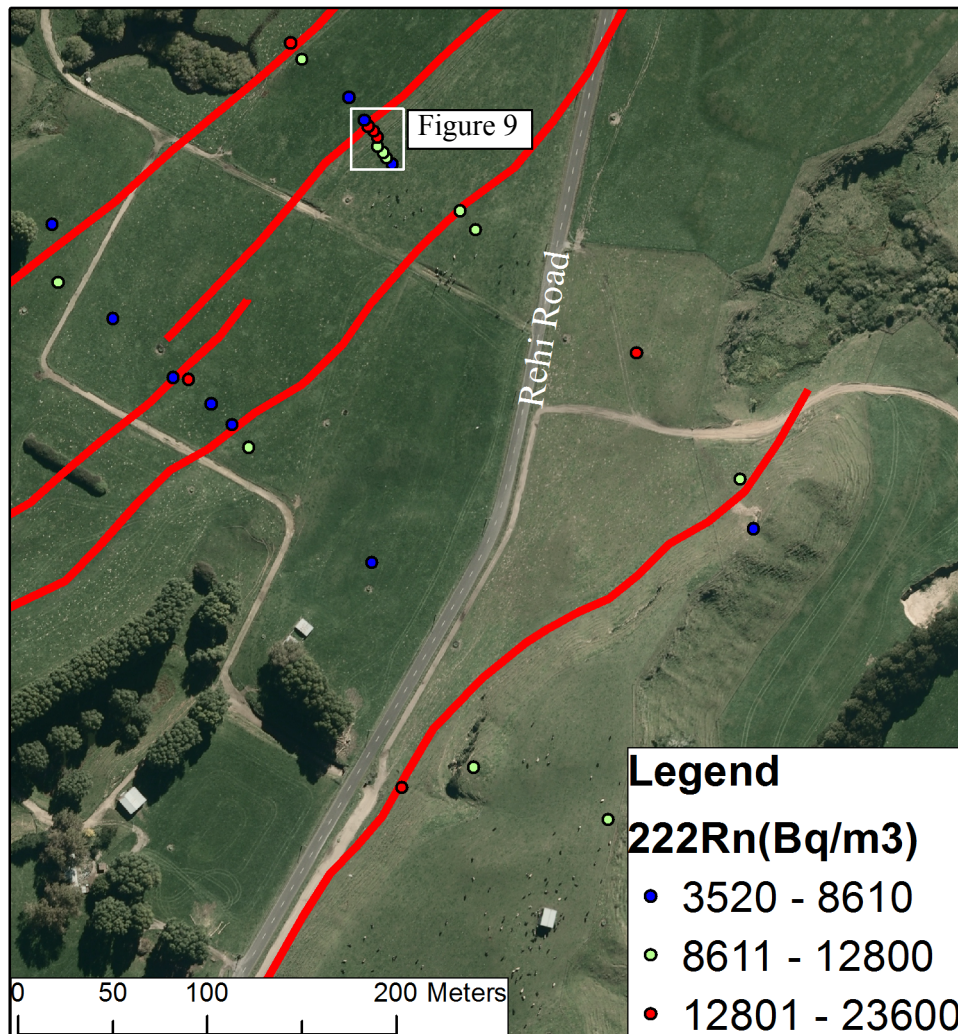 Figure 9
Rehi Road
Legend
222Rn(Bq/m3)
3520 - 8610
8611 - 12800
12801 - 23600
0 50 100 200 Meters